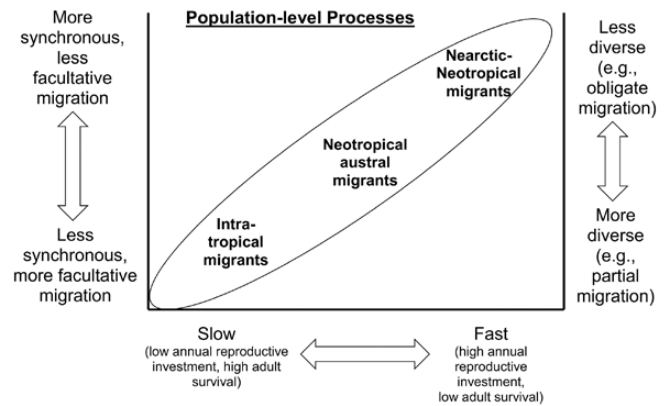 Population-level Processes
More
synchronous,
less
facultative
migration
Less
synchronous,
more facultative
migration
Nearctic-
Neotropical
migrants
Neotropical
austral
migrants
Intra-
tropical
migrants
Less
diverse
(e.g.,
obligate
migration)
More
diverse
(e.g.,
partial
migration)
Slow
(low annual reproductive
investment, high adult
survival)
Fast
(high annual
reproductive
investment,
low adult survival)